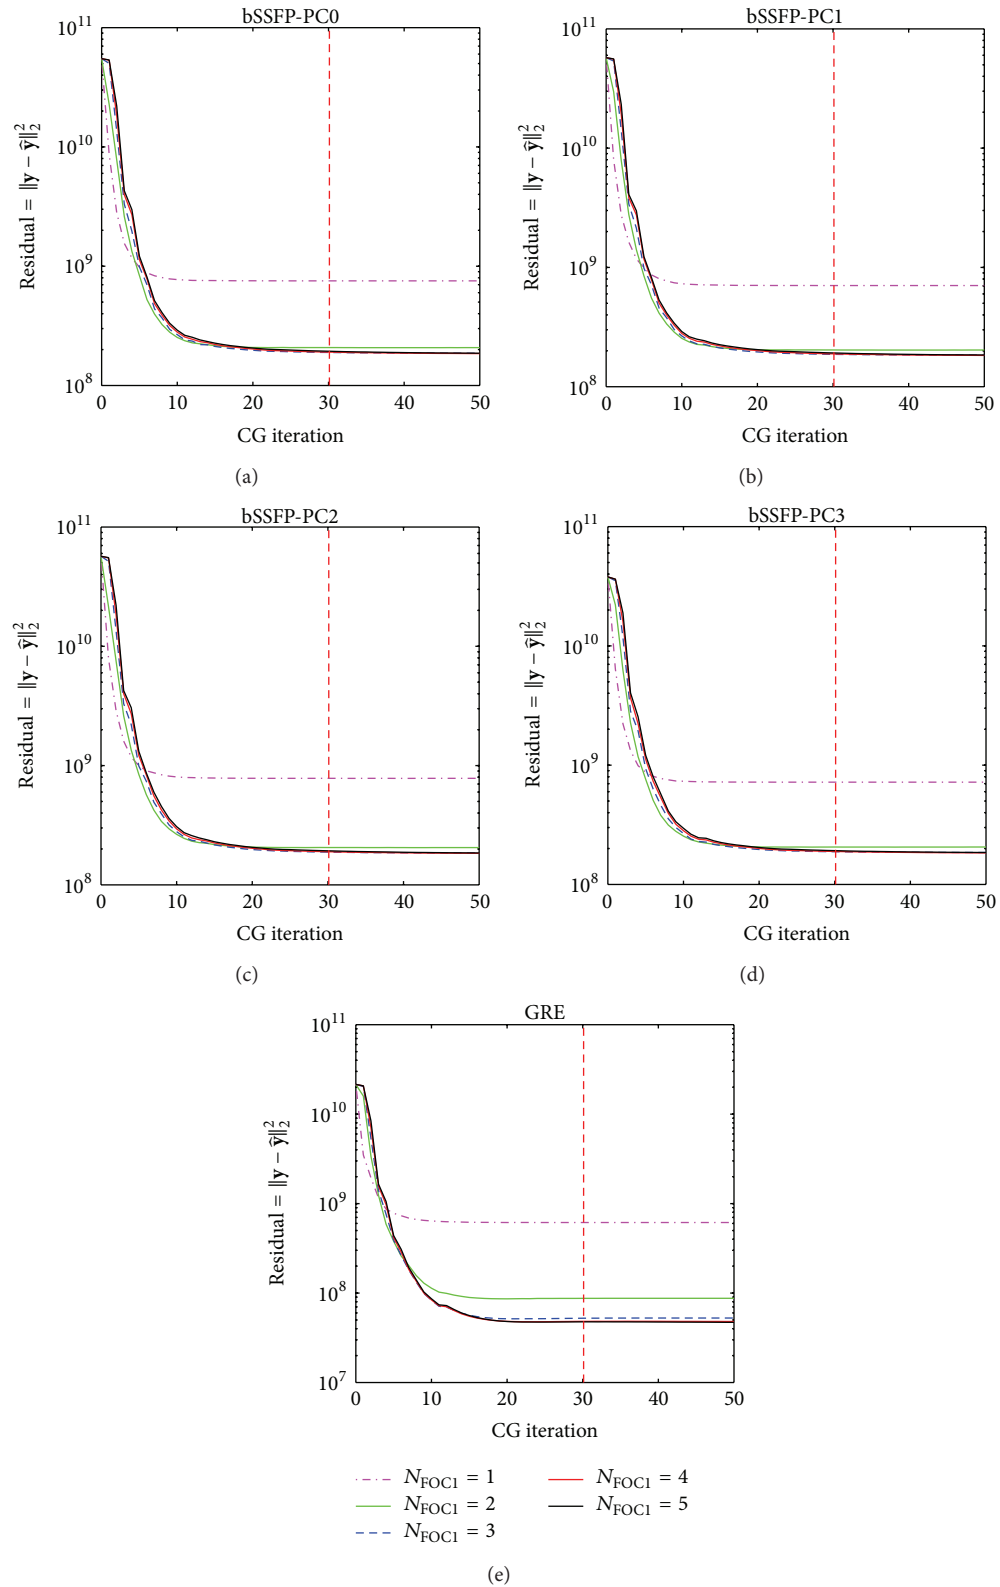 bSSFP-PC0
10^11
10^10
10^9
10^8
Residual = ‖y − ŷ‖₂²
0 10 20 30 40 50
CG iteration
(a)
bSSFP-PC1
10^11
10^10
10^9
10^8
Residual = ‖y − ŷ‖₂²
0 10 20 30 40 50
CG iteration
(b)
bSSFP-PC2
10^11
10^10
10^9
10^8
Residual = ‖y − ŷ‖₂²
0 10 20 30 40 50
CG iteration
(c)
bSSFP-PC3
10^11
10^10
10^9
10^8
Residual = ‖y − ŷ‖₂²
0 10 20 30 40 50
CG iteration
(d)
GRE
10^11
10^10
10^9
10^8
10^7
Residual = ‖y − ŷ‖₂²
0 10 20 30 40 50
CG iteration
N_FOC1 = 1
N_FOC1 = 2
N_FOC1 = 3
N_FOC1 = 4
N_FOC1 = 5
(e)